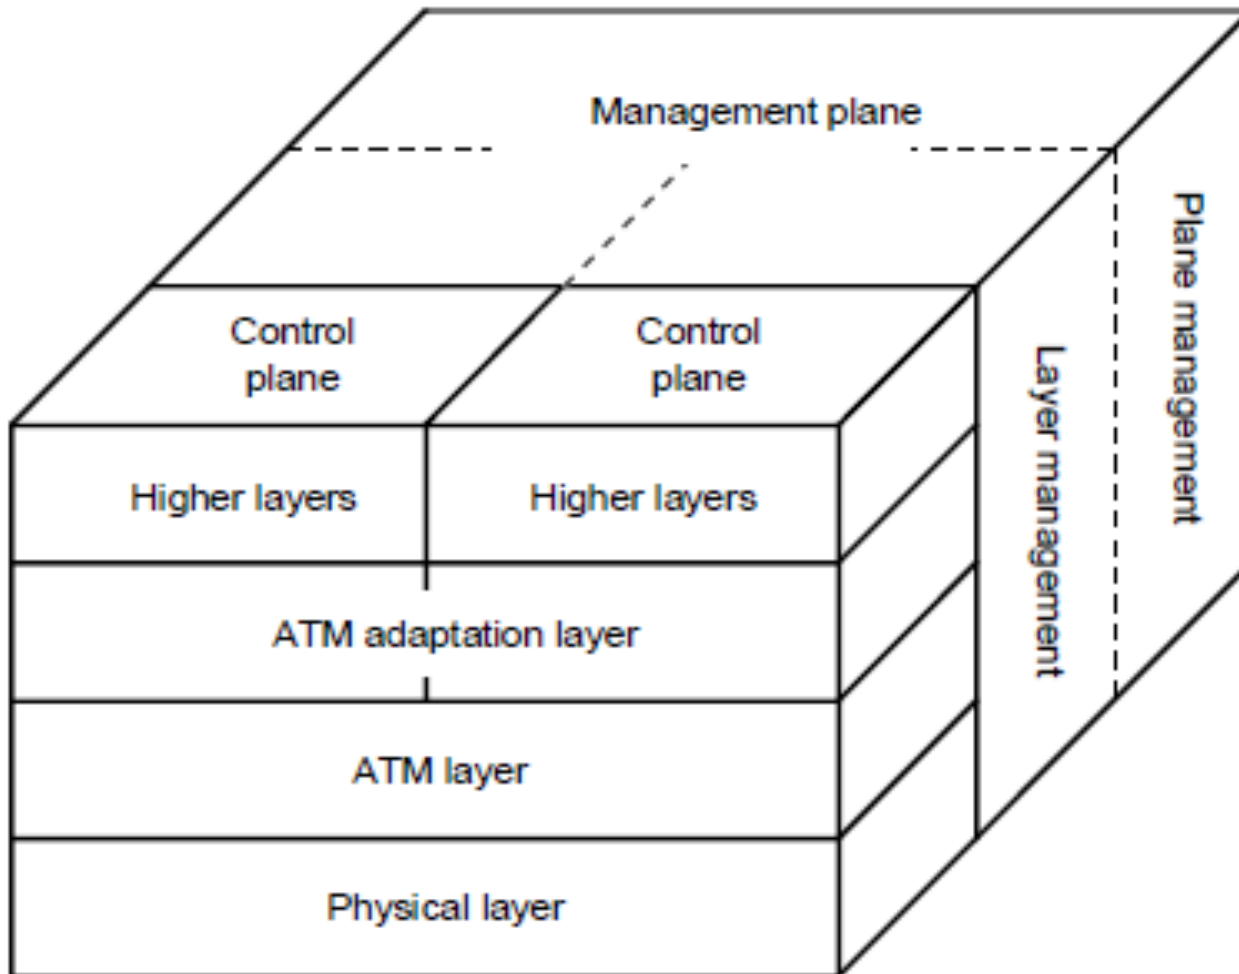 Management plane
Control
plane
Control
plane
Higher layers
Higher layers
ATM adaptation layer
ATM layer
Physical layer
Layer management
Plane management